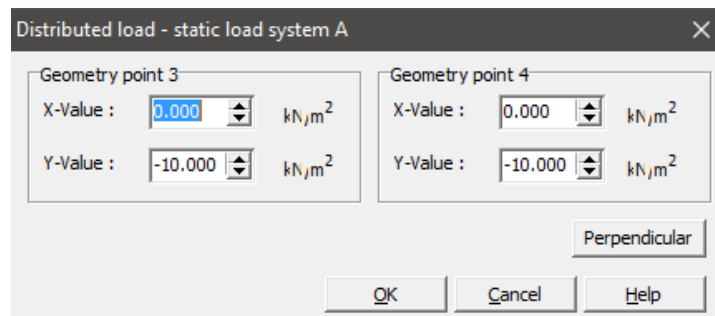 Distributed load - static load system A
Geometry point 3
X-Value : 0.000 kN/m²
Y-Value : -10.000 kN/m²
Geometry point 4
X-Value : 0.000 kN/m²
Y-Value : -10.000 kN/m²
Perpendicular
OK Cancel Help